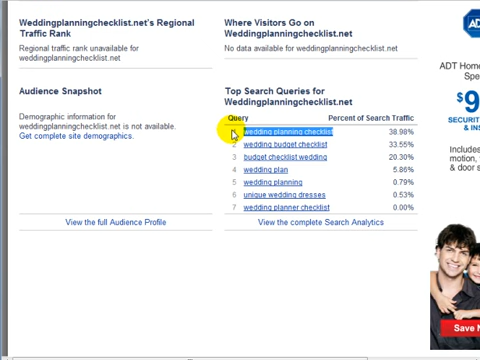 Weddingplanningchecklist.net's Regional
Traffic Rank
Regional traffic rank unavailable for
weddingplanningchecklist.net
Where Visitors Go on
Weddingplanningchecklist.net
No data available for weddingplanningchecklist.net
Audience Snapshot
Demographic information for
weddingplanningchecklist.net is not available.
Get complete site demographics.
View the full Audience Profile
Top Search Queries for
Weddingplanningchecklist.net
Query Percent of Search Traffic
1 wedding planning checklist 38.98%
2 wedding budget checklist 33.55%
3 budget checklist wedding 20.30%
4 wedding plan 5.86%
5 wedding planning 0.79%
6 unique wedding dresses 0.53%
7 wedding planner checklist 0.00%
View the complete Search Analytics
AD
ADT Home
Spe
$9
SECURIT
& INS
Includes
motion,
& door s
Save N